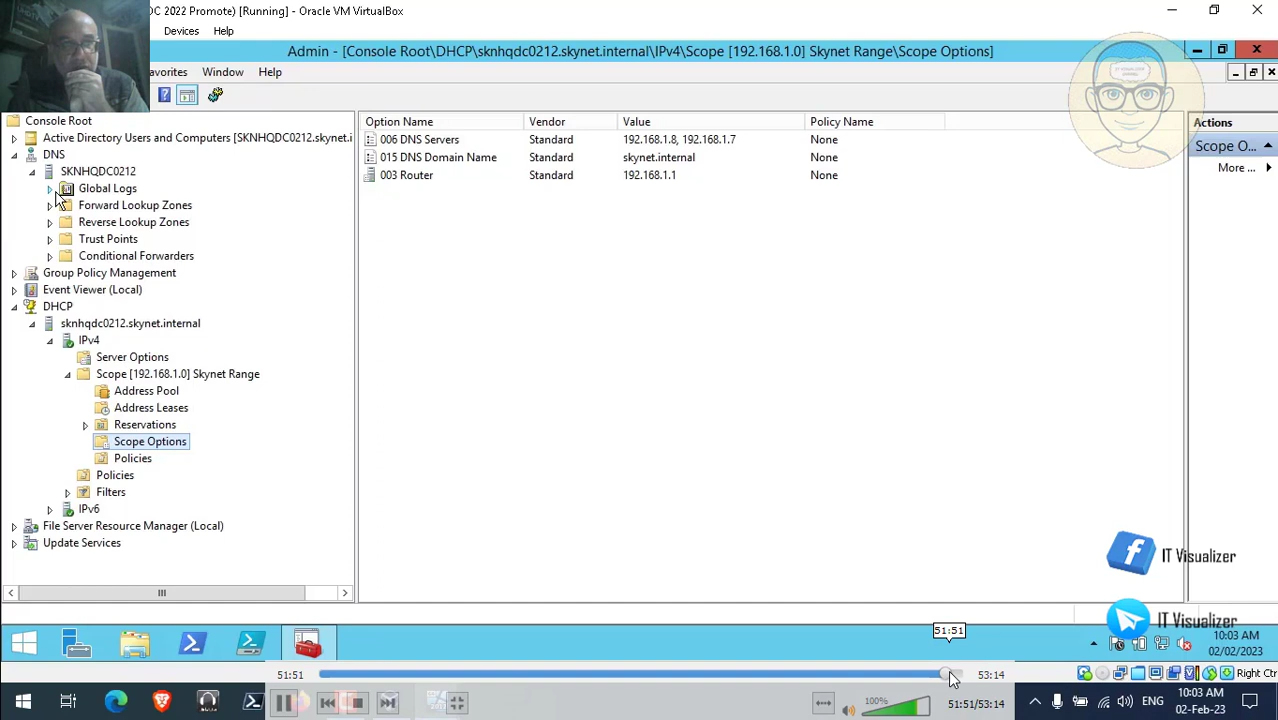 DC 2022 Promote) [Running] - Oracle VM VirtualBox
Devices Help
Admin - [Console Root\DHCP\sknhqdc0212.skynet.internal\IPv4\Scope [192.168.1.0] Skynet Range\Scope Options]
avorites Window Help
Console Root
Active Directory Users and Computers [SKNHQDC0212.skynet.i
DNS
SKNHQDC0212
Global Logs
Forward Lookup Zones
Reverse Lookup Zones
Trust Points
Conditional Forwarders
Group Policy Management
Event Viewer (Local)
DHCP
sknhqdc0212.skynet.internal
IPv4
Server Options
Scope [192.168.1.0] Skynet Range
Address Pool
Address Leases
Reservations
Scope Options
Policies
Policies
Filters
IPv6
File Server Resource Manager (Local)
Update Services
Option Name Vendor Value Policy Name
006 DNS Servers Standard 192.168.1.8, 192.168.1.7 None
015 DNS Domain Name Standard skynet.internal None
003 Router Standard 192.168.1.1 None
Actions
Scope O...
More ...
IT Visualizer
IT Visualizer
51:51
10:03 AM
02/02/2023
51:51 53:14
Right Ctr
100%
51:51/53:14
ENG
10:03 AM
02-Feb-23